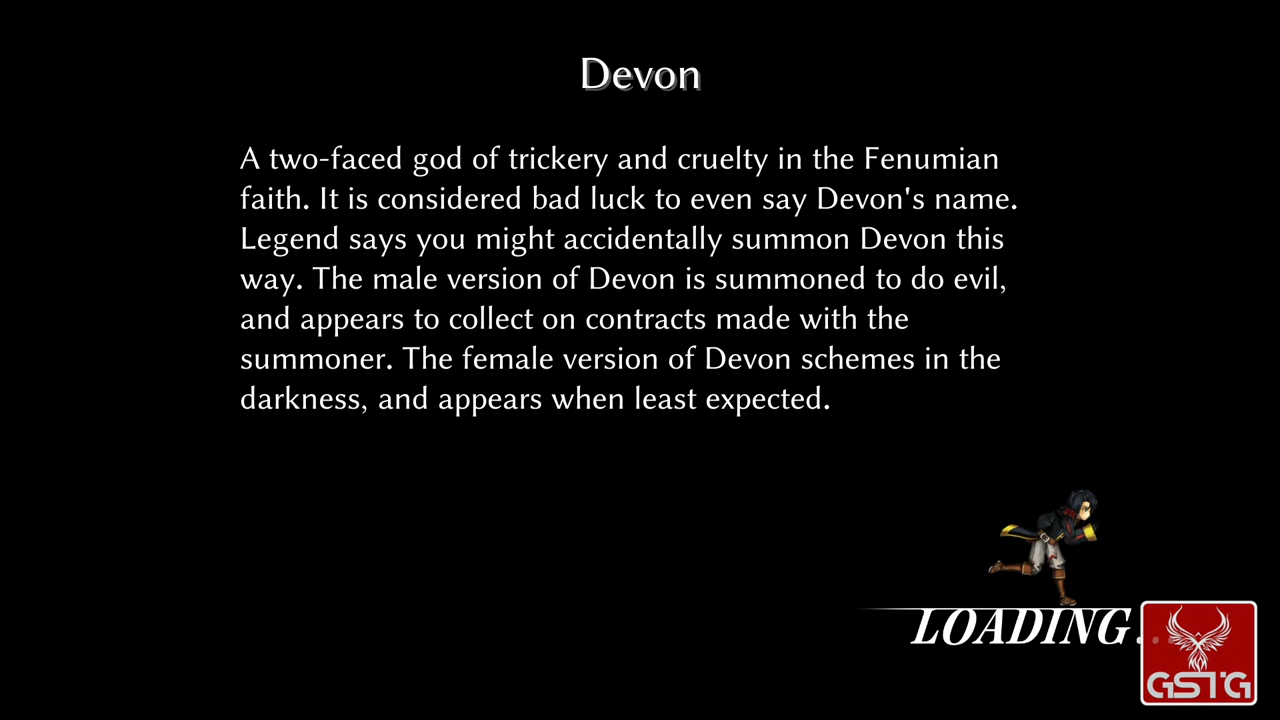 Devon
A two-faced god of trickery and cruelty in the Fenumian
faith. It is considered bad luck to even say Devon's name.
Legend says you might accidentally summon Devon this
way. The male version of Devon is summoned to do evil,
and appears to collect on contracts made with the
summoner. The female version of Devon schemes in the
darkness, and appears when least expected.
LOADING...
GSTG